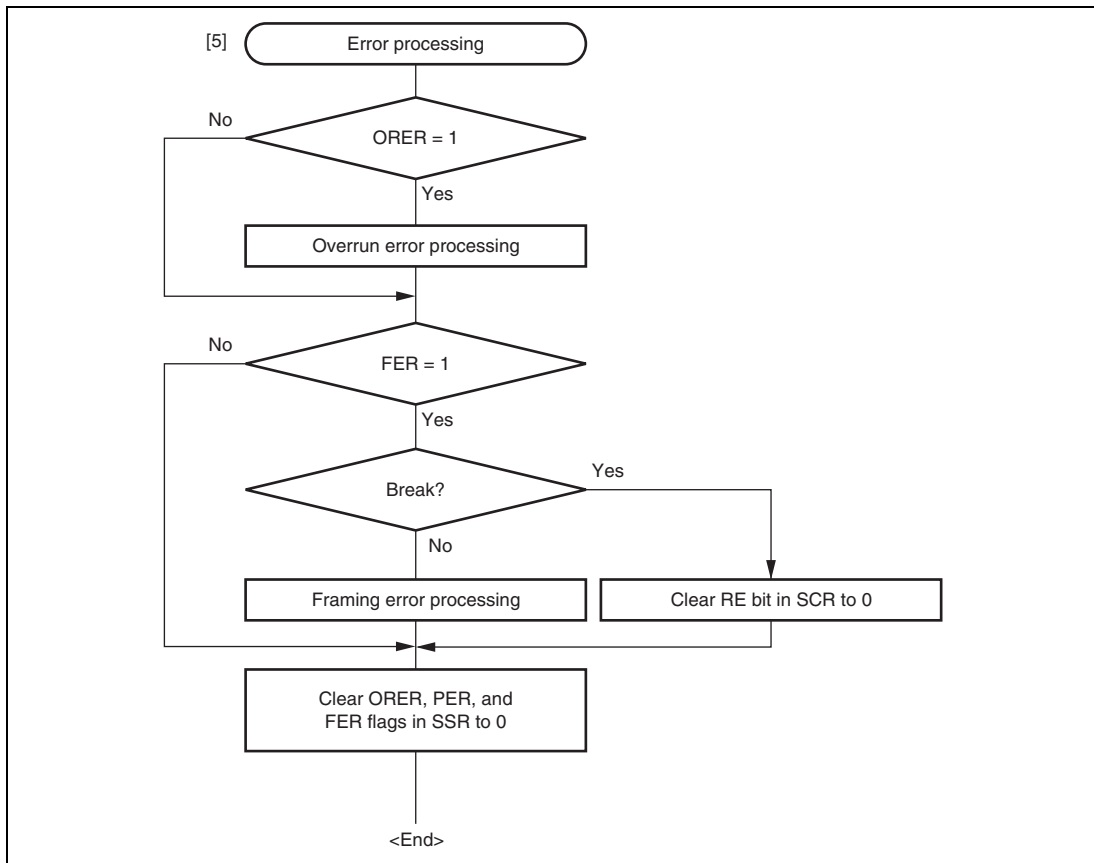 [5]
Error processing
No
ORER = 1
Yes
Overrun error processing
No
FER = 1
Yes
Yes
Break?
No
Framing error processing
Clear RE bit in SCR to 0
Clear ORER, PER, and
FER flags in SSR to 0
<End>